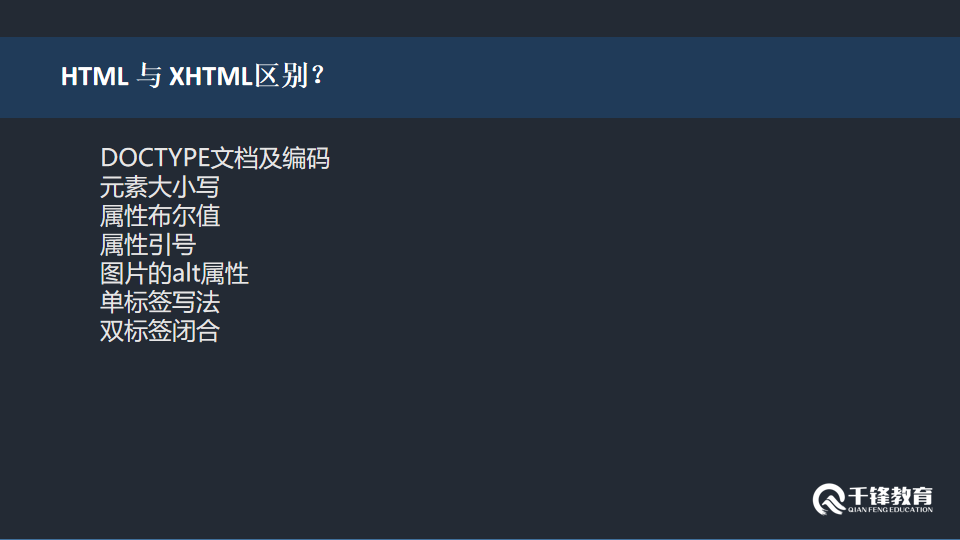 HTML 与 XHTML区别？
DOCTYPE文档及编码
元素大小写
属性布尔值
属性引号
图片的alt属性
单标签写法
双标签闭合
千锋教育
QIAN FENG EDUCATION